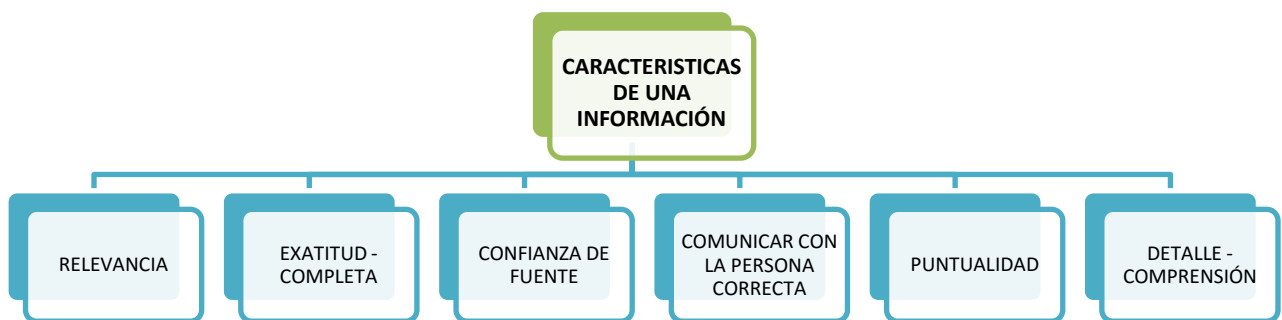 CARACTERISTICAS
DE UNA
INFORMACIÓN
RELEVANCIA
EXATITUD -
COMPLETA
CONFIANZA DE
FUENTE
COMUNICAR CON
LA PERSONA
CORRECTA
PUNTUALIDAD
DETALLE -
COMPRENSIÓN